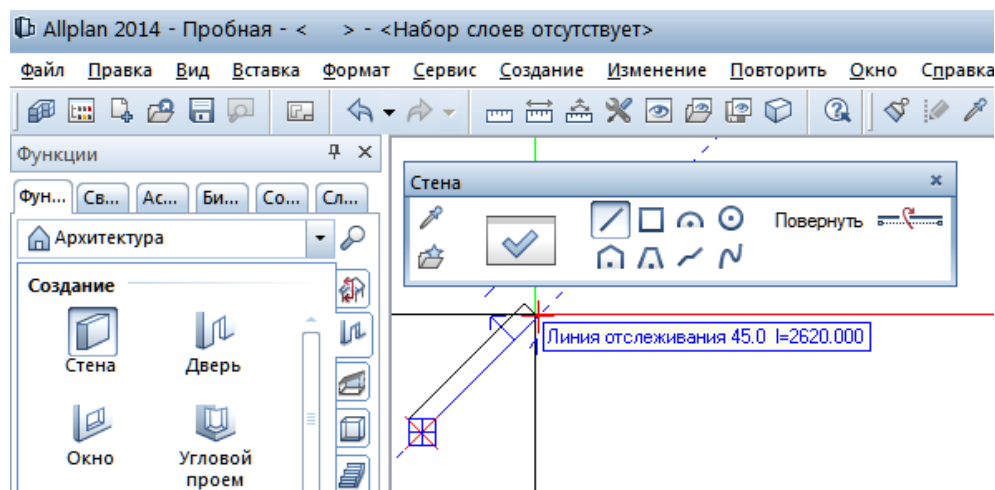 Allplan 2014 - Пробная - < > - <Набор слоев отсутствует>
Файл Правка Вид Вставка Формат Сервис Создание Изменение Повторить Окно Справка
Функции
Стена
Фун... Св... Ас... Би... Со... Сл...
Повернуть
Архитектура
Создание
Линия отслеживания 45.0 l=2620.000
Стена Дверь
Окно Угловой
проем